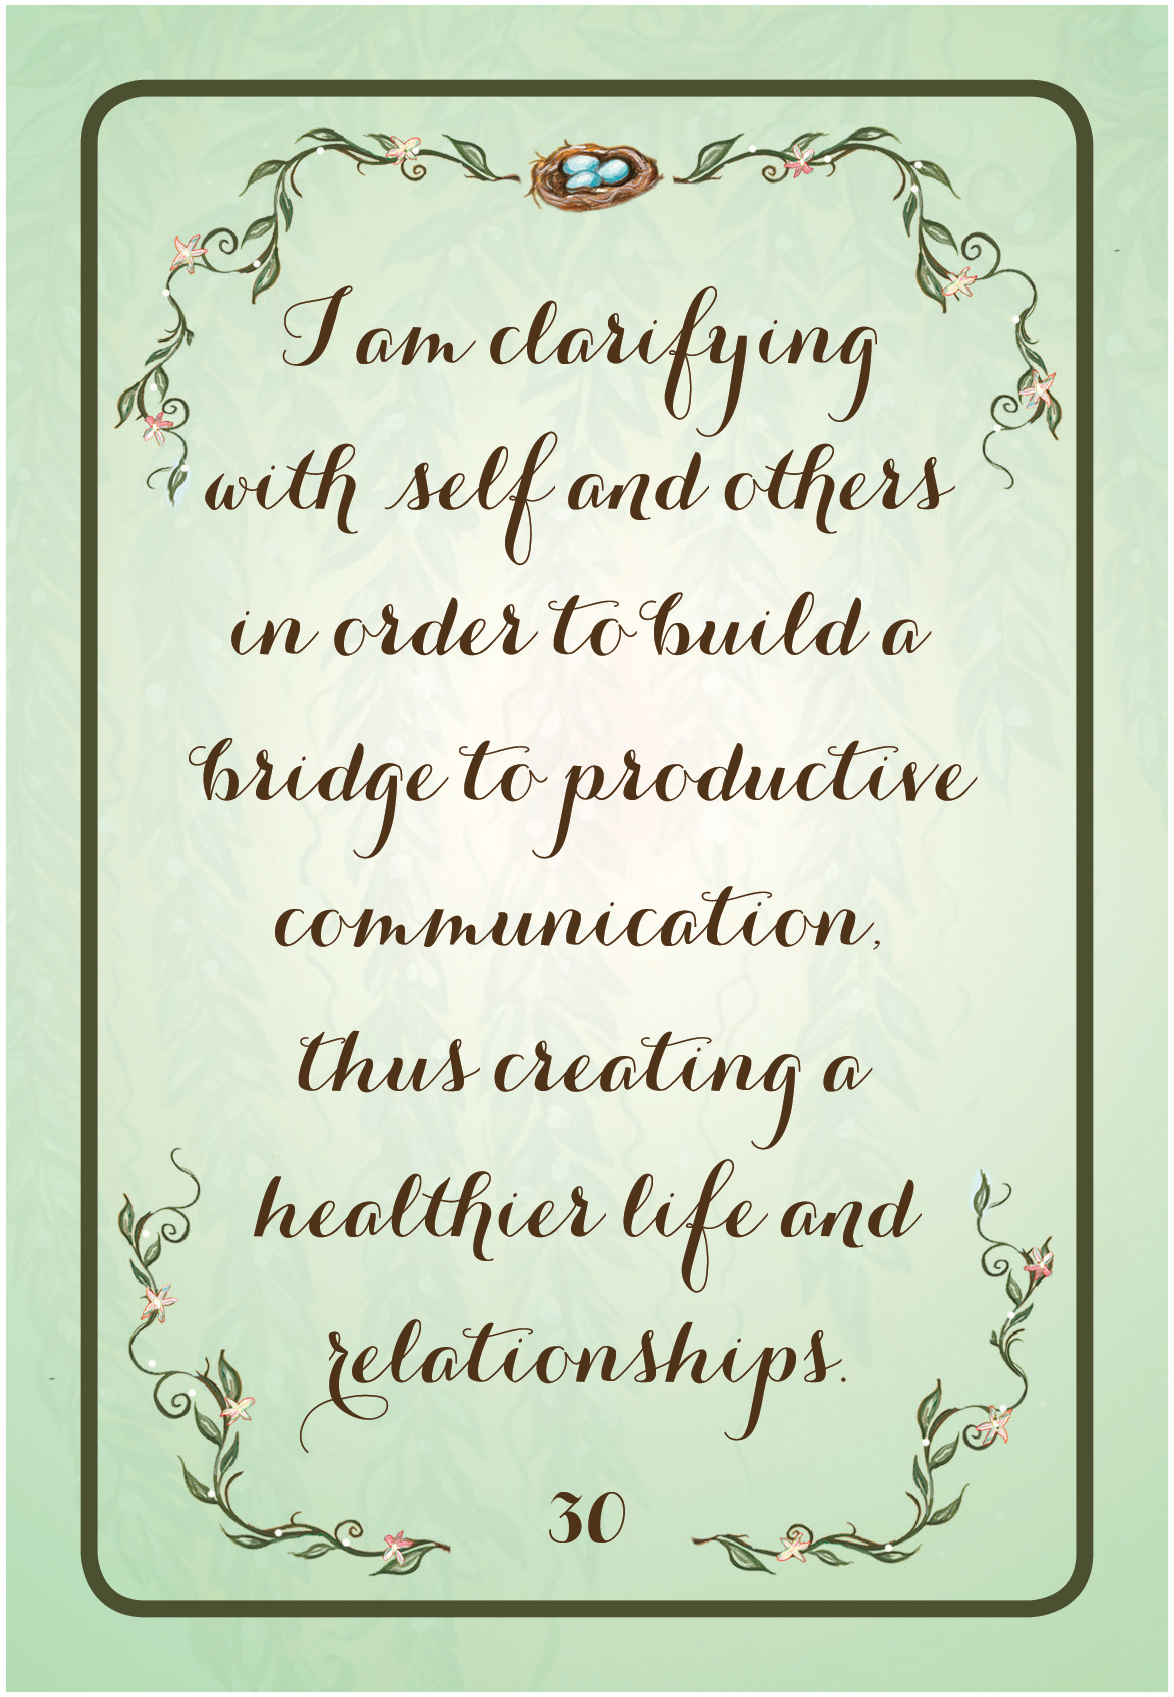 I am clarifying
with self and others
in order to build a
bridge to productive
communication,
thus creating a
healthier life and
relationships.
30